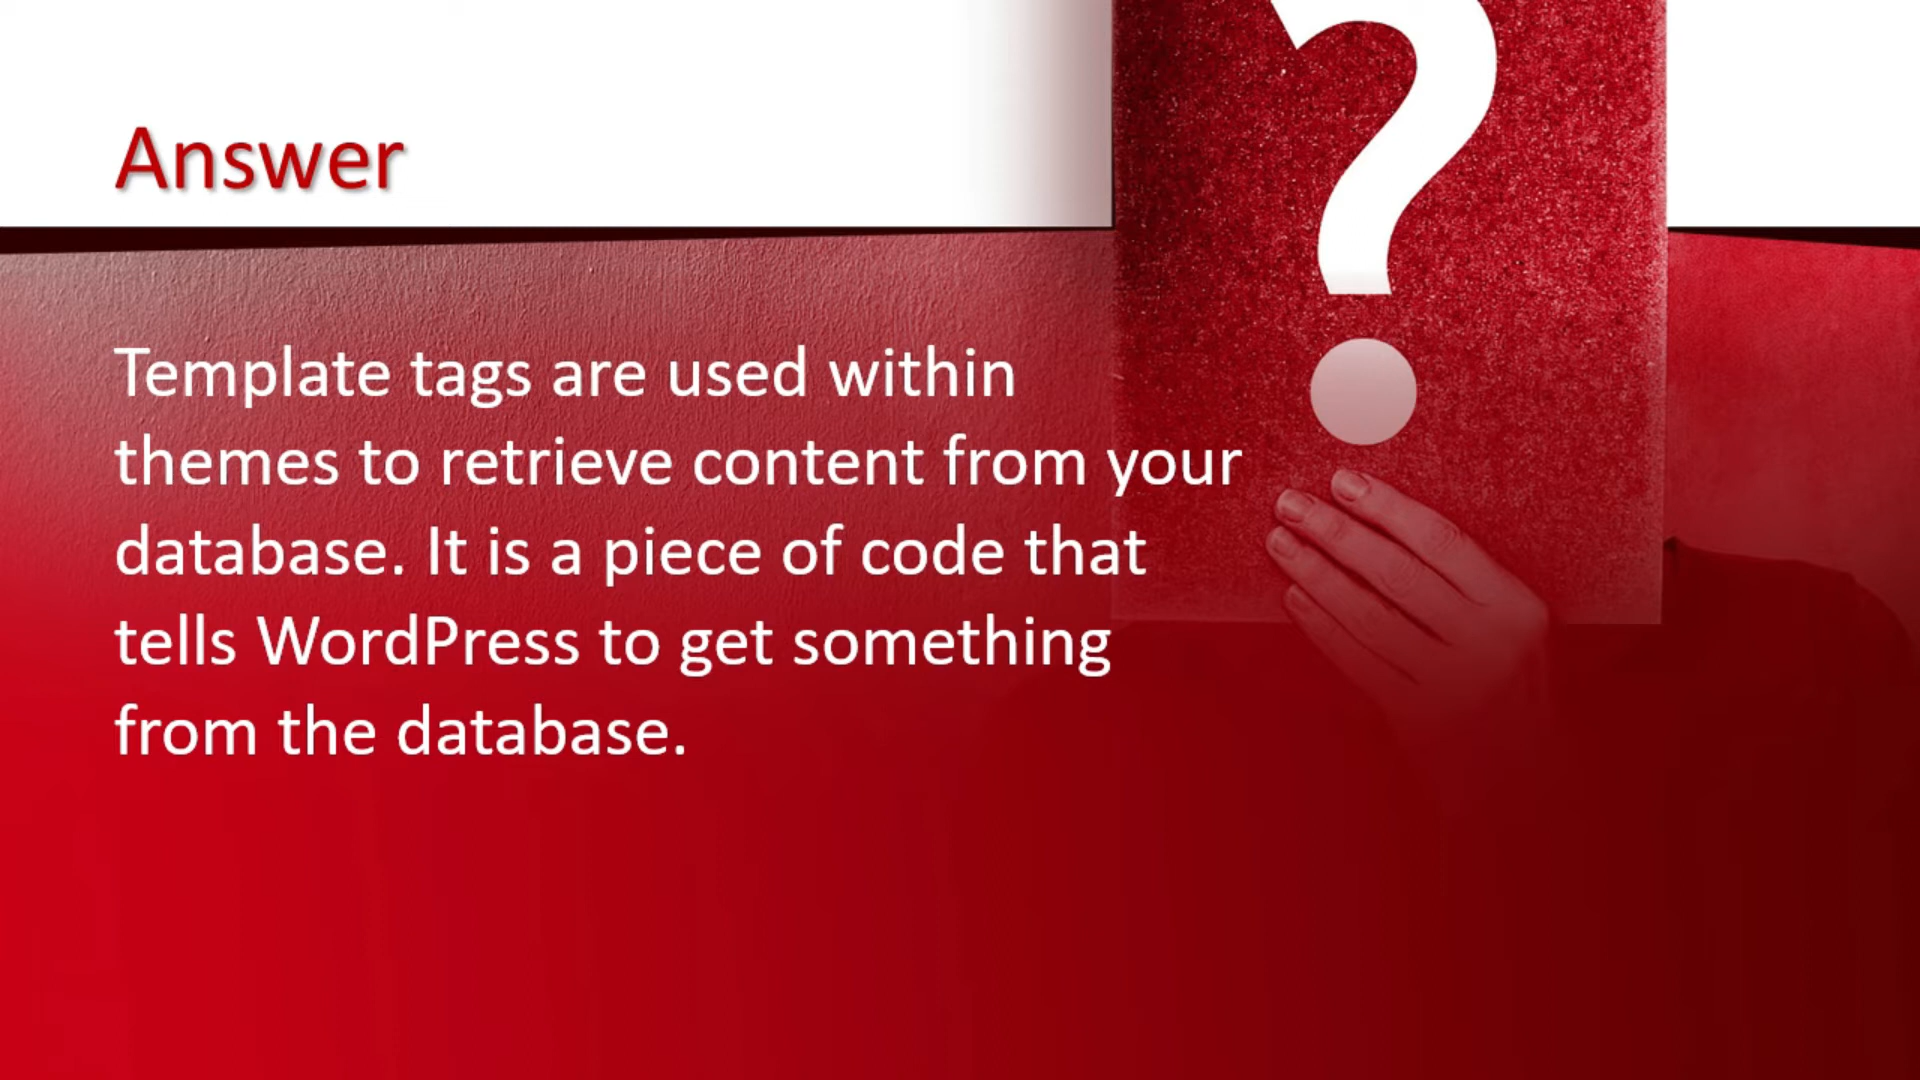 Answer
Template tags are used within
themes to retrieve content from your
database. It is a piece of code that
tells WordPress to get something
from the database.
?